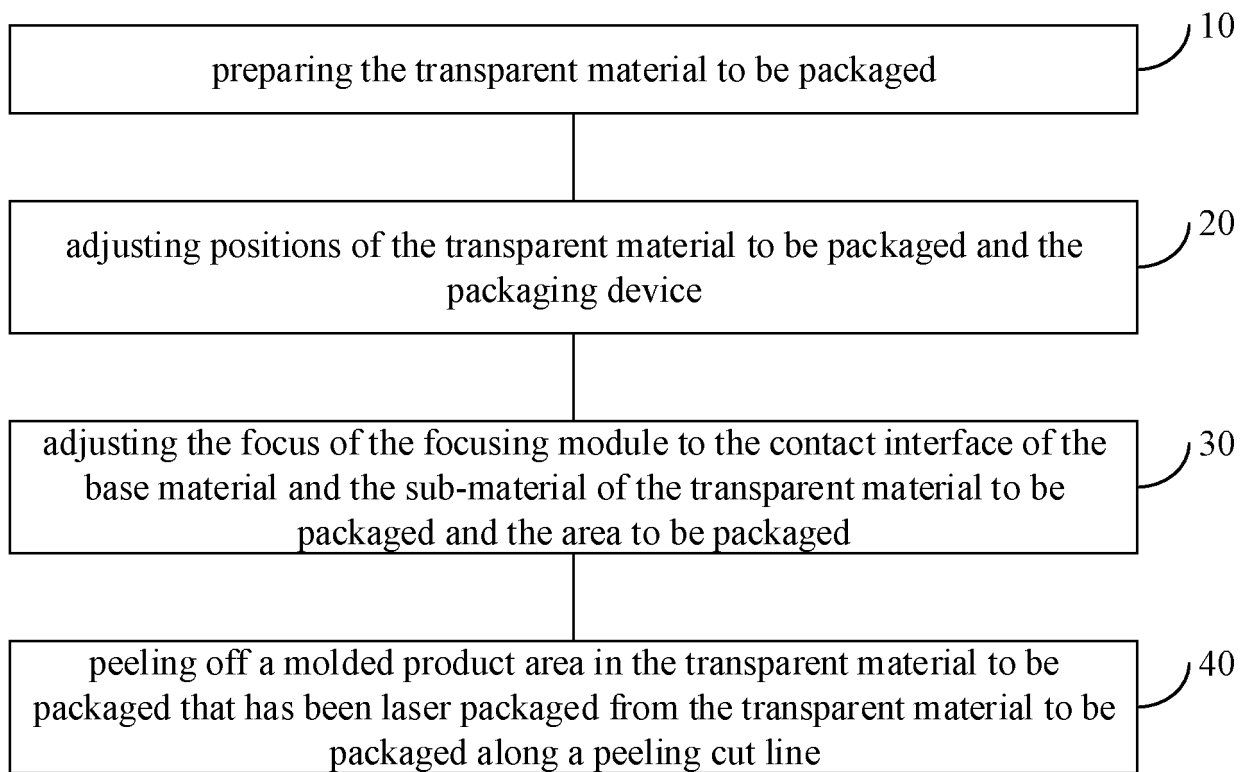 10
preparing the transparent material to be packaged
20
adjusting positions of the transparent material to be packaged and the
packaging device
30
adjusting the focus of the focusing module to the contact interface of the
base material and the sub-material of the transparent material to be
packaged and the area to be packaged
40
peeling off a molded product area in the transparent material to be
packaged that has been laser packaged from the transparent material to be
packaged along a peeling cut line